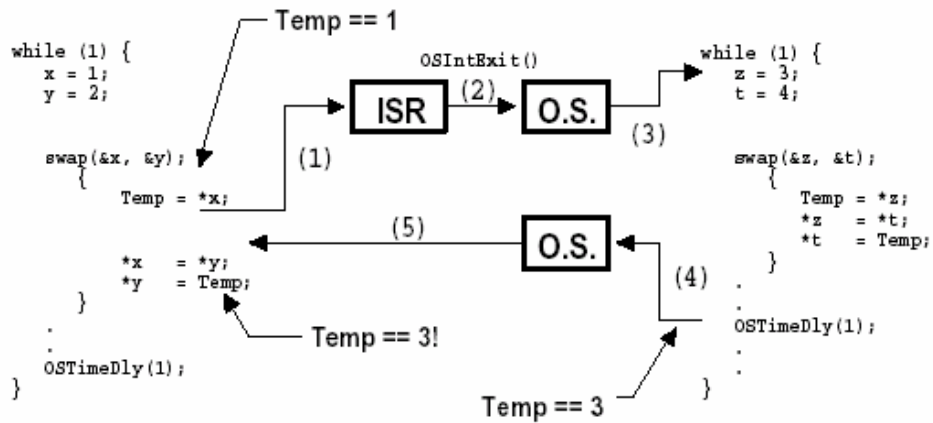 Temp == 1
while (1) {
x = 1;
y = 2;
swap(&x, &y);
{
Temp = *x;
*x = *y;
*y = Temp;
}
.
.
OSTimeDly(1);
}
(1)
ISR
OSIntExit()
(2)
O.S.
(3)
while (1) {
z = 3;
t = 4;
swap(&z, &t);
{
Temp = *z;
*z = *t;
*t = Temp;
}
.
.
OSTimeDly(1);
.
.
}
(4)
O.S.
(5)
Temp == 3!
Temp == 3